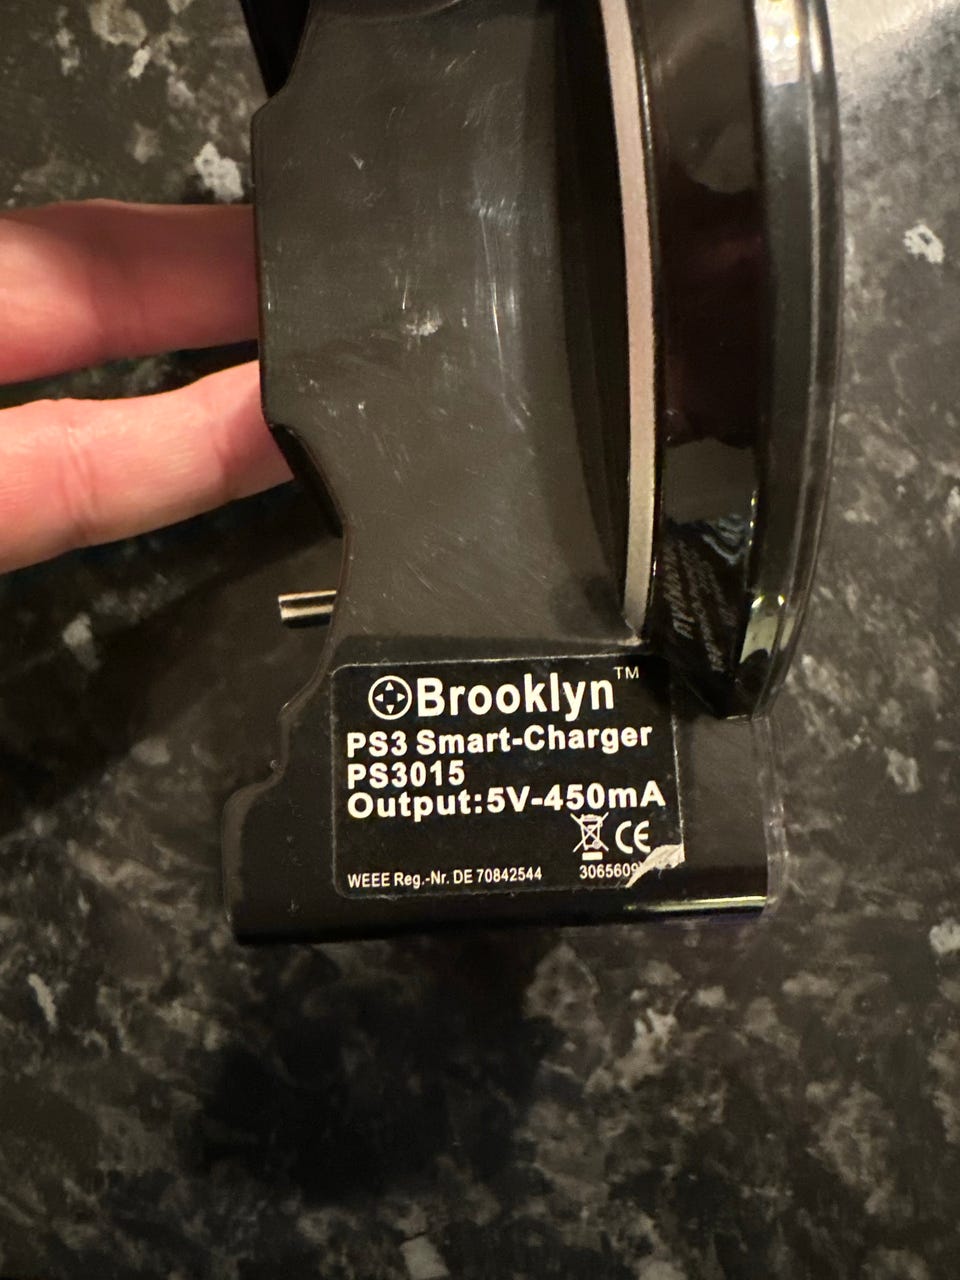 Brooklyn™
PS3 Smart-Charger
PS3015
Output:5V-450mA
CE
WEEE Reg.-Nr. DE 70842544